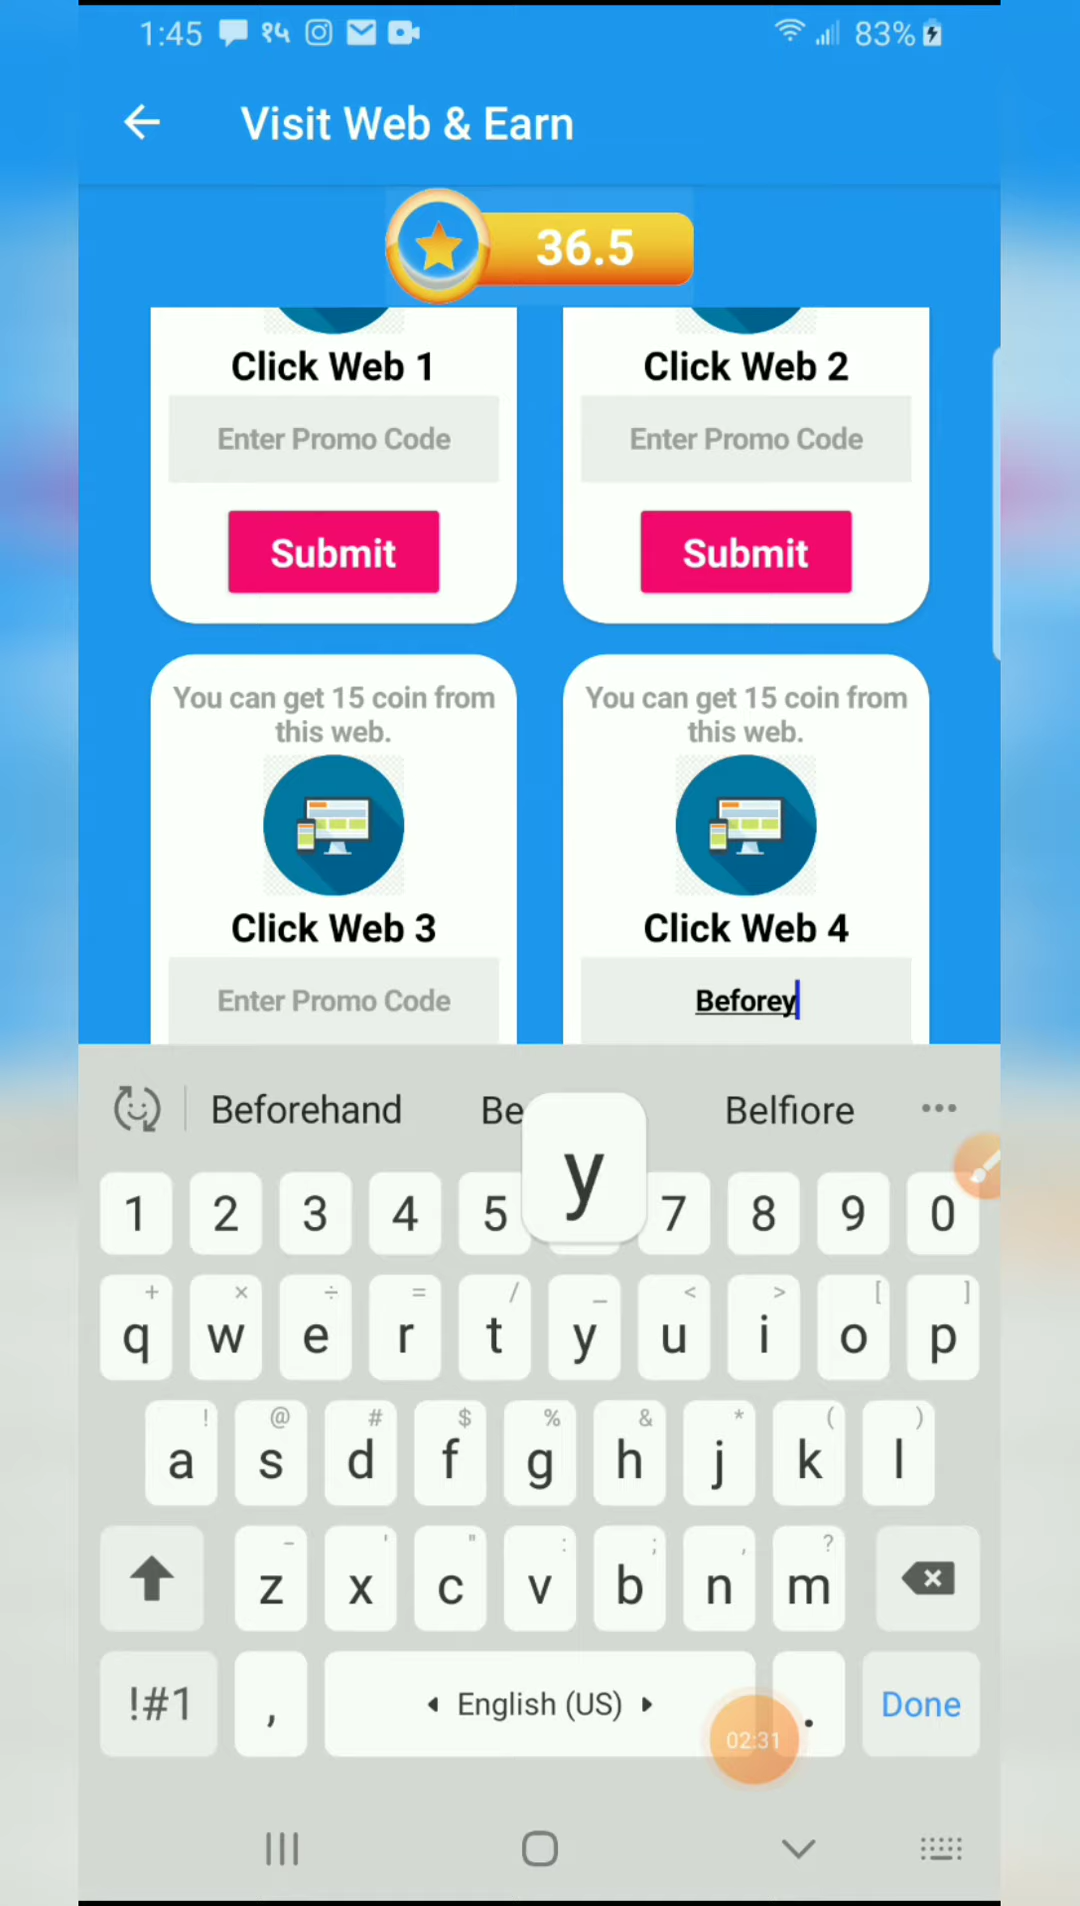 1:45 १५ 83%
Visit Web & Earn
36.5
Click Web 1 Click Web 2
Enter Promo Code Enter Promo Code
Submit Submit
You can get 15 coin from this web. You can get 15 coin from this web.
Click Web 3 Click Web 4
Enter Promo Code Beforey
Beforehand Be Belfiore
y
1 2 3 4 5 7 8 9 0
+ × ÷ = / _ < > [ ]
q w e r t y u i o p
! @ # $ % & * ( )
a s d f g h j k l
- ' " : ; , ?
z x c v b n m
!#1 , English (US) . Done
02:31